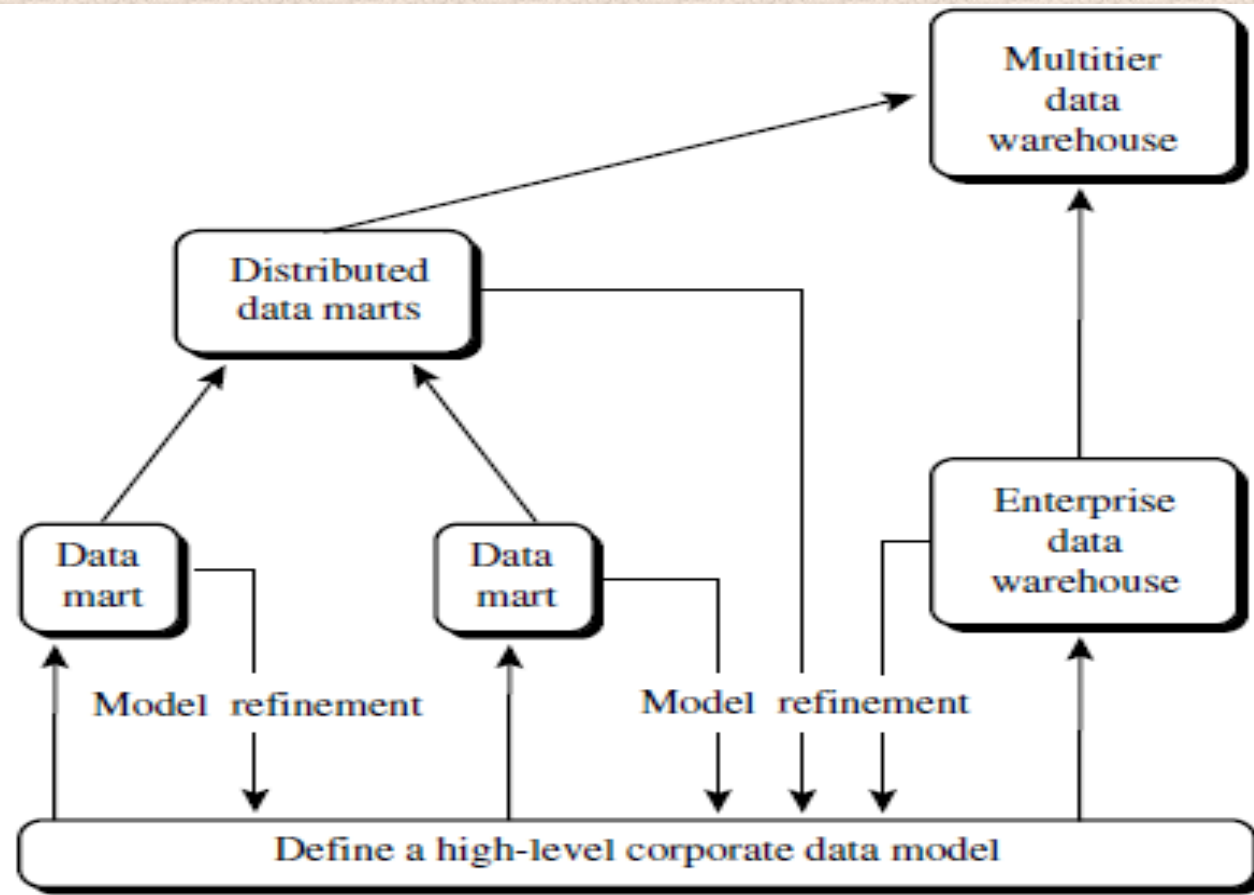 Multitier
data
warehouse
Distributed
data marts
Data
mart
Data
mart
Enterprise
data
warehouse
Model refinement
Model refinement
Define a high-level corporate data model